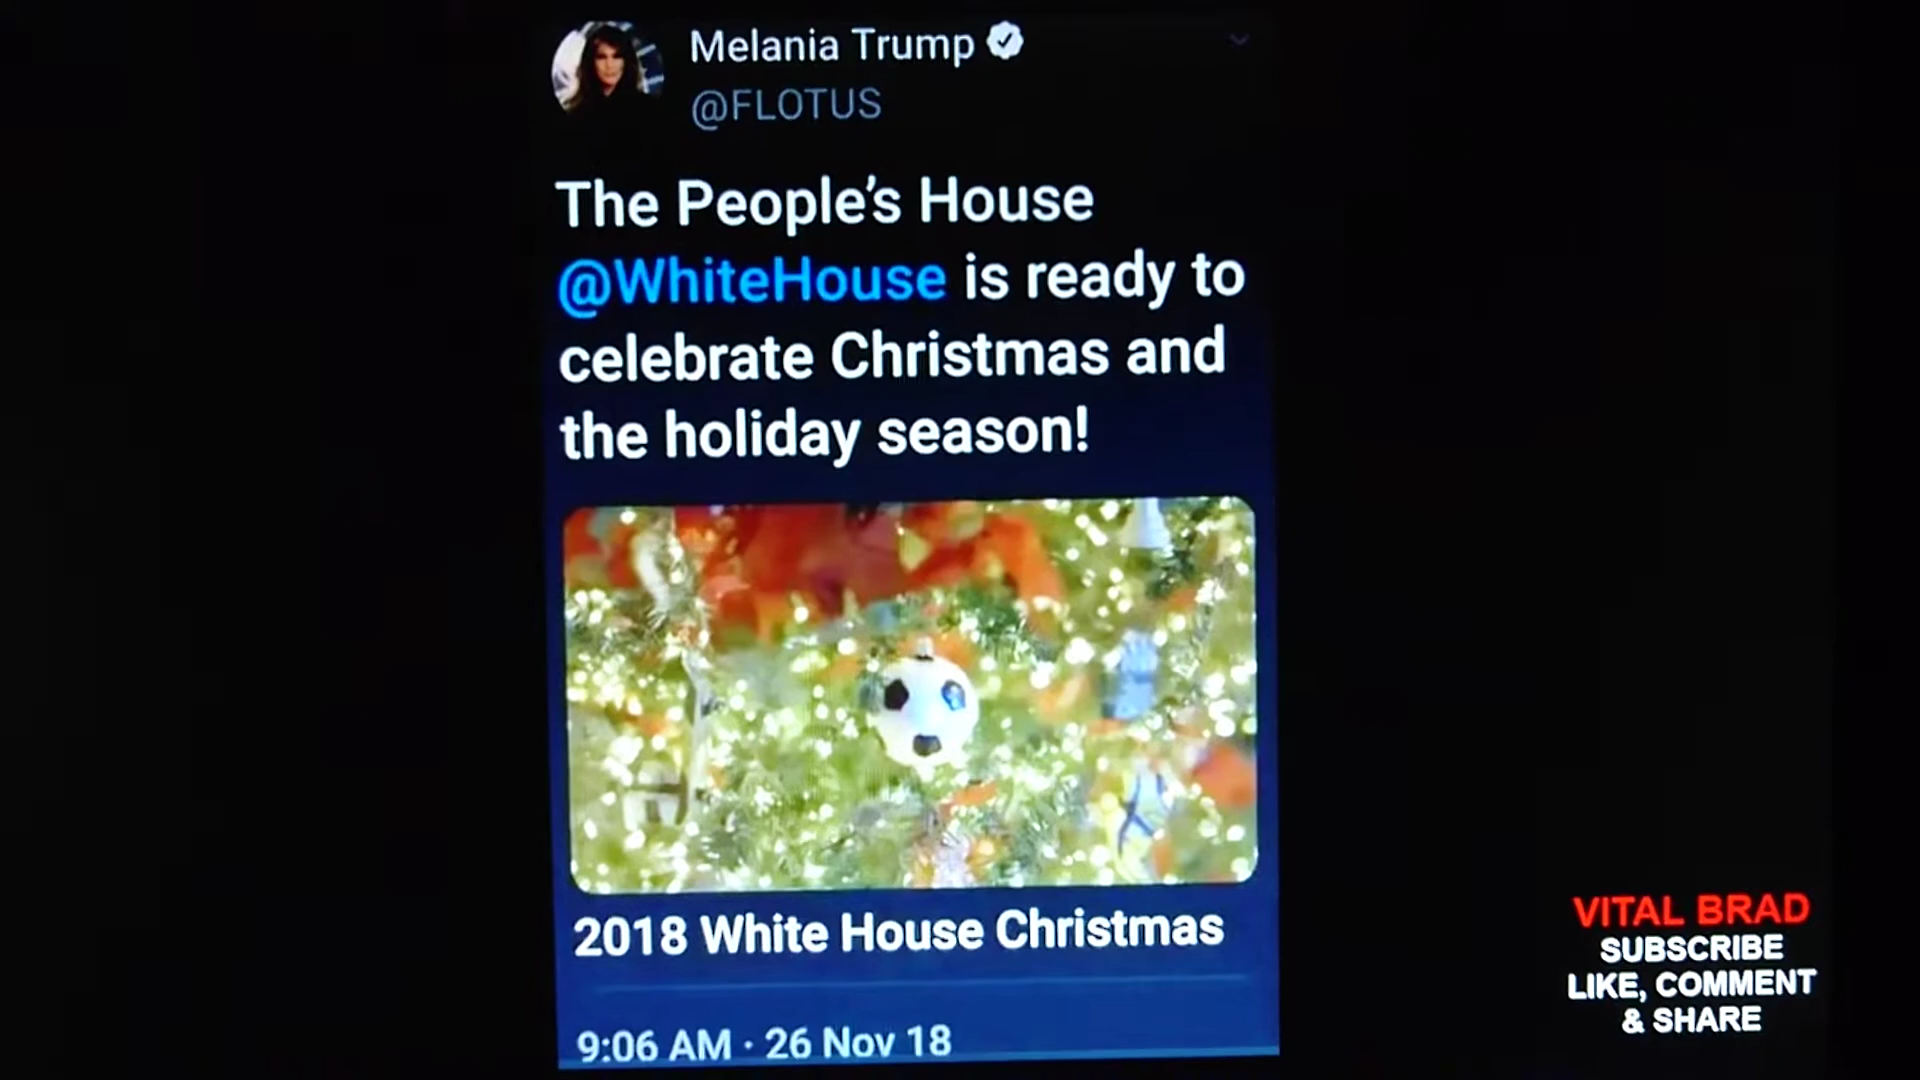 Melania Trump
@FLOTUS
The People's House
@WhiteHouse is ready to
celebrate Christmas and
the holiday season!
2018 White House Christmas
9:06 AM · 26 Nov 18
VITAL BRAD
SUBSCRIBE
LIKE, COMMENT
& SHARE